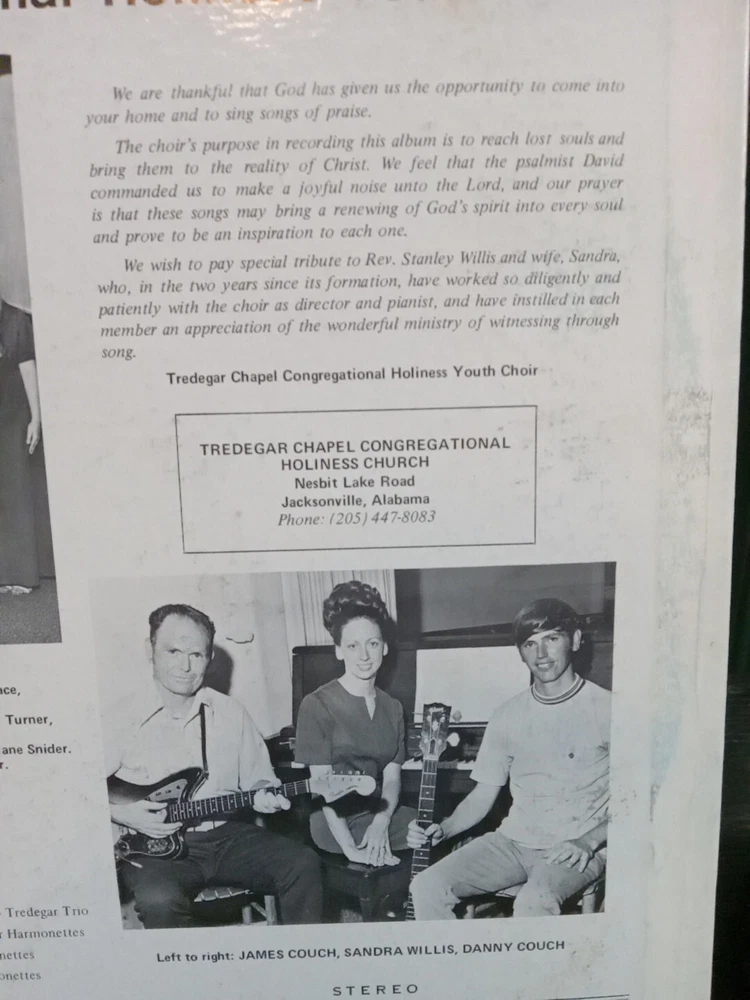 We are thankful that God has given us the opportunity to come into
your home and to sing songs of praise.
The choir's purpose in recording this album is to reach lost souls and
bring them to the reality of Christ. We feel that the psalmist David
commanded us to make a joyful noise unto the Lord, and our prayer
is that these songs may bring a renewing of God's spirit into every soul
and prove to be an inspiration to each one.
We wish to pay special tribute to Rev. Stanley Willis and wife, Sandra,
who, in the two years since its formation, have worked so diligently and
patiently with the choir as director and pianist, and have instilled in each
member an appreciation of the wonderful ministry of witnessing through
song.
Tredegar Chapel Congregational Holiness Youth Choir
TREDEGAR CHAPEL CONGREGATIONAL
HOLINESS CHURCH
Nesbit Lake Road
Jacksonville, Alabama
Phone: (205) 447-8083
Turner,
Snider.
Tredegar Trio
Harmonettes
Left to right: JAMES COUCH, SANDRA WILLIS, DANNY COUCH
STEREO